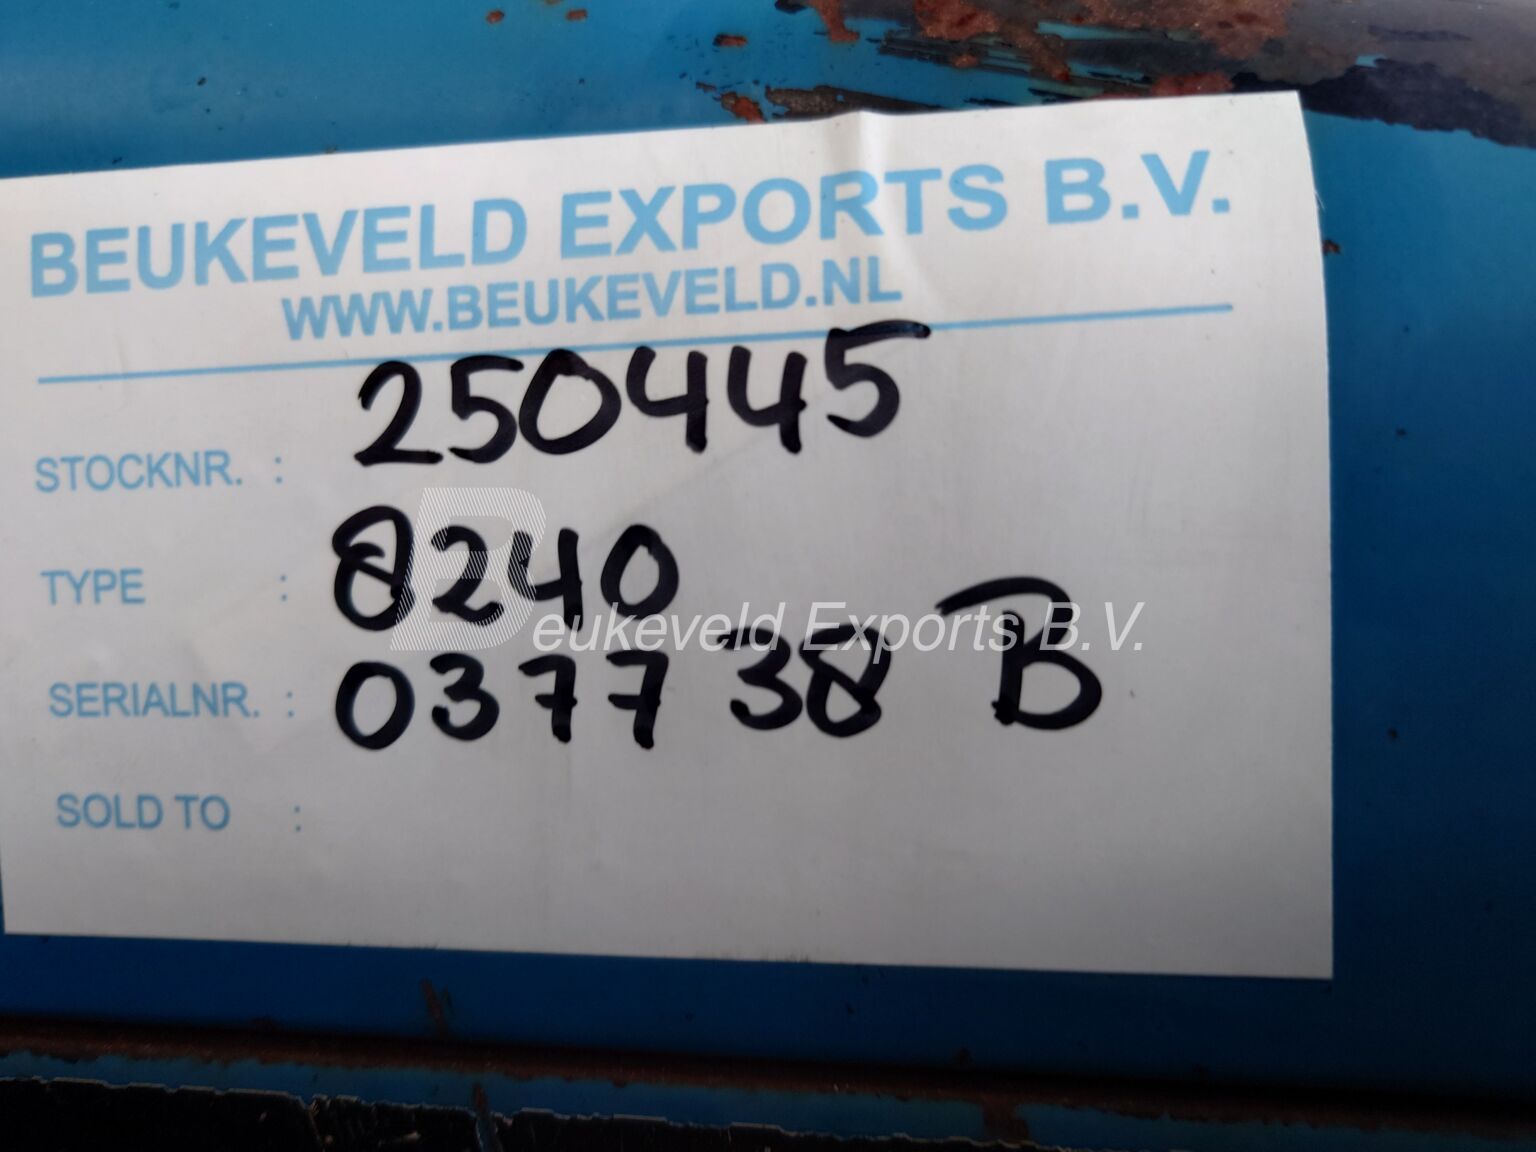 BEUKEVELD EXPORTS B.V.
WWW.BEUKEVELD.NL
STOCKNR. : 250445
TYPE : 8240
Beukeveld Exports B.V.
SERIALNR. : 037738 B
SOLD TO :